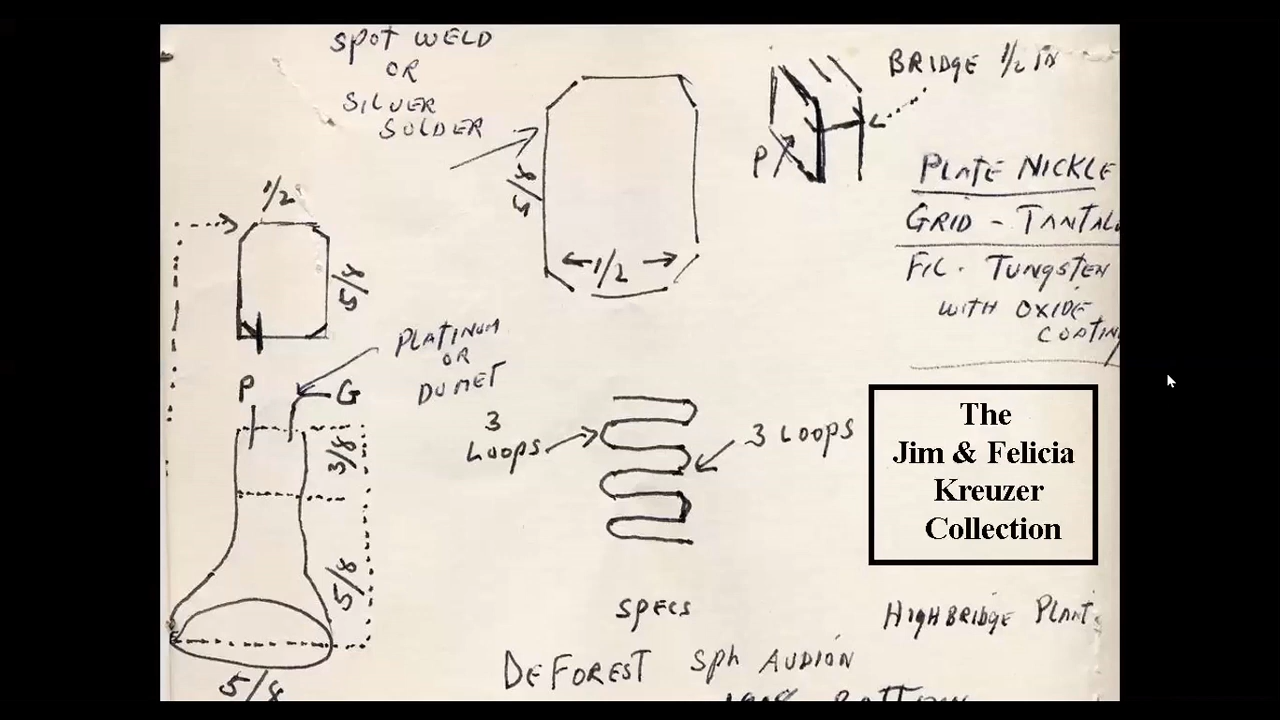 SPOT WELD
OR
SILVER
SOLDER
5/8
1/2
BRIDGE 1/2 IN
P
PLATE NICKLE
GRID - TANTAL
FIL. TUNGSTEN
WITH OXIDE
COATIN
1/2
5/8
PLATINUM
OR
DUMET
P
G
3/8
5/8
5/8
3
LOOPS
3 LOOPS
The
Jim & Felicia
Kreuzer
Collection
SPECS
HIGHBRIDGE PLANT.
DEFOREST SPH AUDION